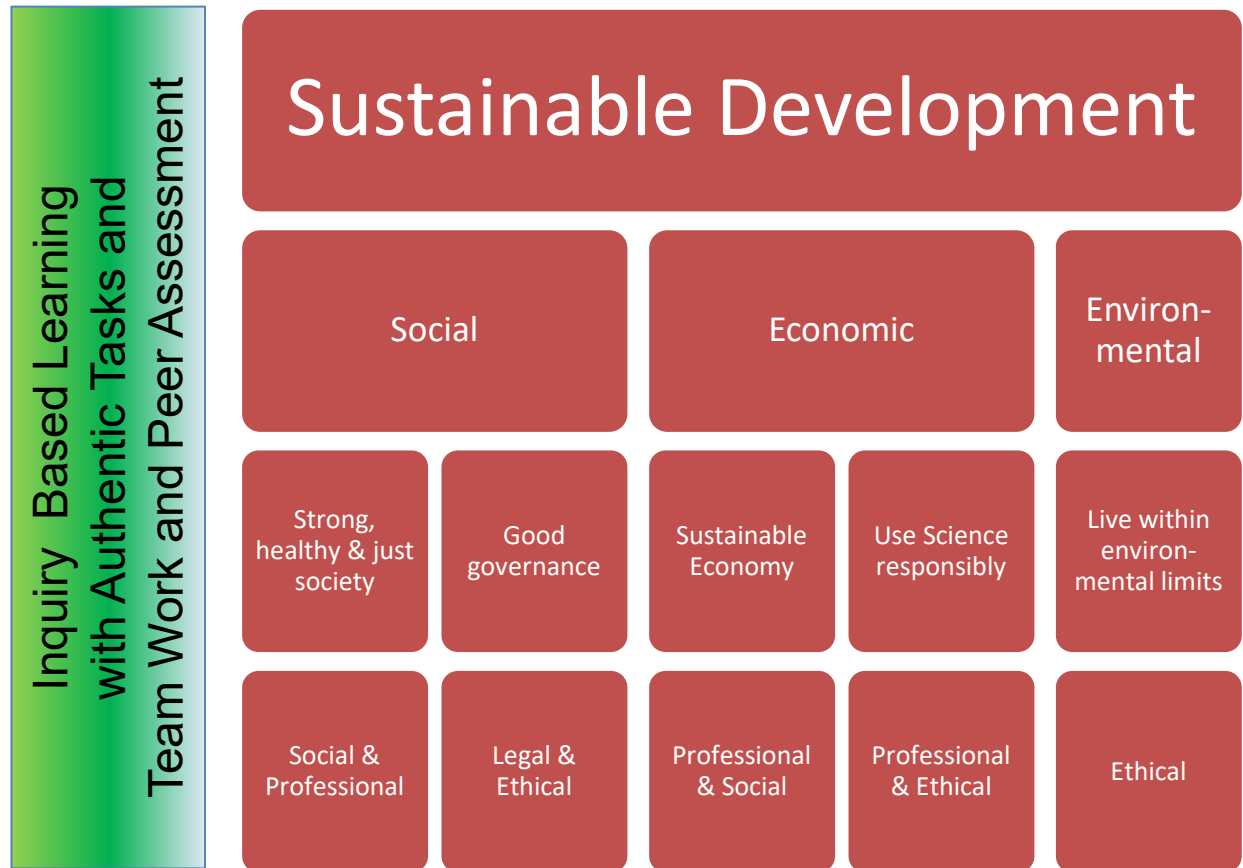 Inquiry Based Learning
with Authentic Tasks and
Team Work and Peer Assessment
Sustainable Development
Social
Economic
Environ-
mental
Strong,
healthy & just
society
Good
governance
Sustainable
Economy
Use Science
responsibly
Live within
environ-
mental limits
Social &
Professional
Legal &
Ethical
Professional
& Social
Professional
& Ethical
Ethical